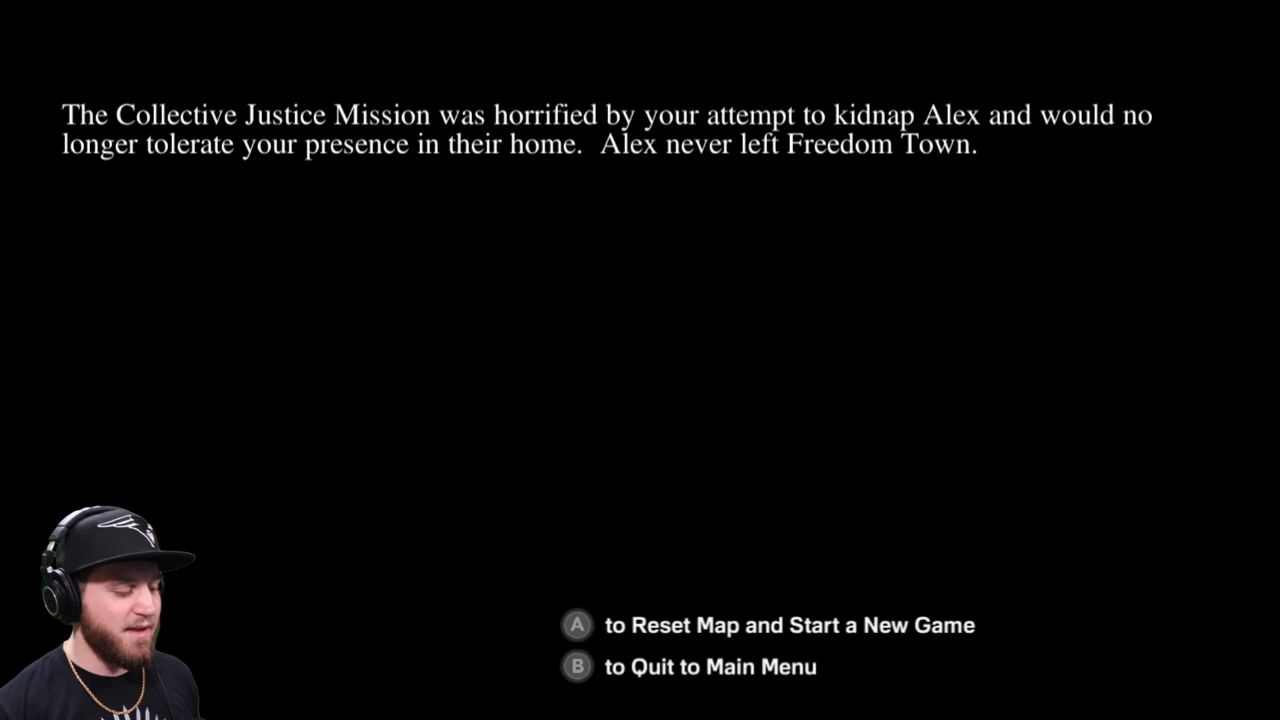 The Collective Justice Mission was horrified by your attempt to kidnap Alex and would no
longer tolerate your presence in their home.  Alex never left Freedom Town.
A to Reset Map and Start a New Game
B to Quit to Main Menu